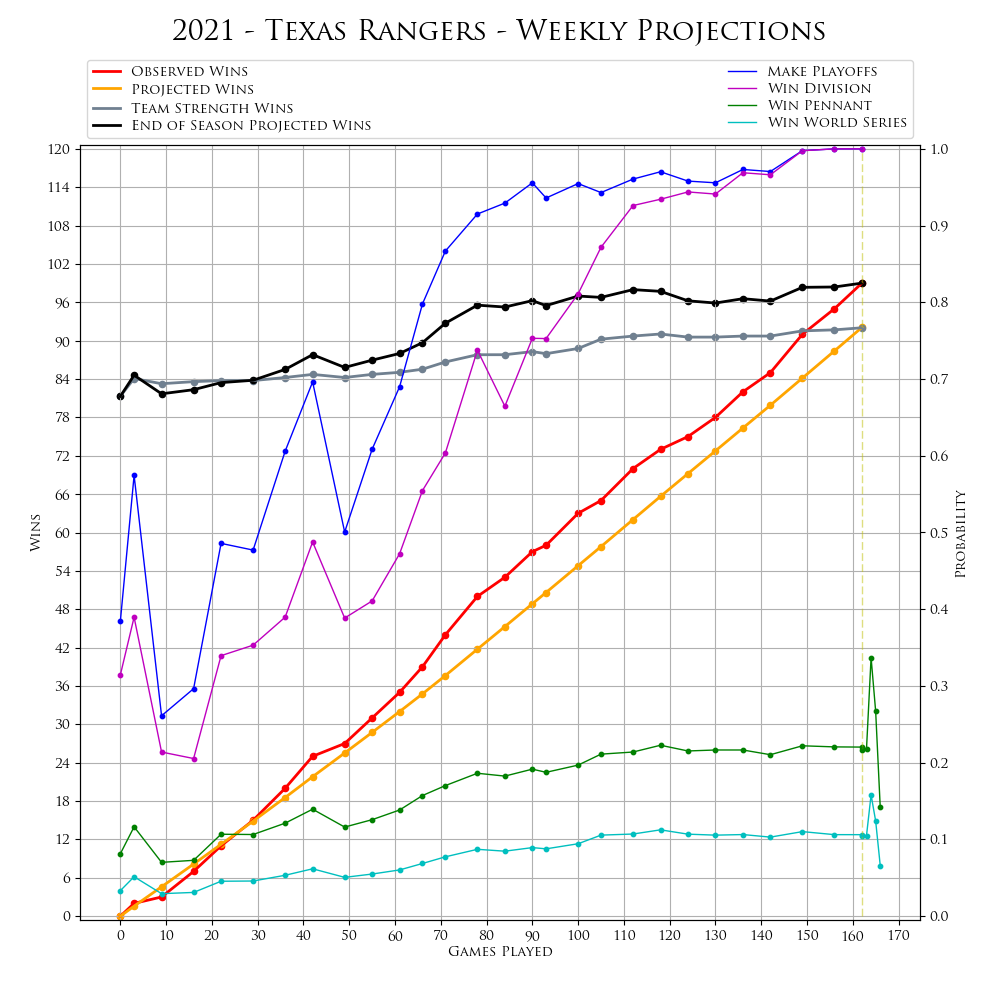 2021 - Texas Rangers - Weekly Projections
Observed Wins
Projected Wins
Team Strength Wins
End of Season Projected Wins
Make Playoffs
Win Division
Win Pennant
Win World Series
120
114
108
102
96
90
84
78
72
66
60
54
48
42
36
30
24
18
12
6
0
Wins
1.0
0.9
0.8
0.7
0.6
0.5
0.4
0.3
0.2
0.1
0.0
Probability
0 10 20 30 40 50 60 70 80 90 100 110 120 130 140 150 160 170
Games Played